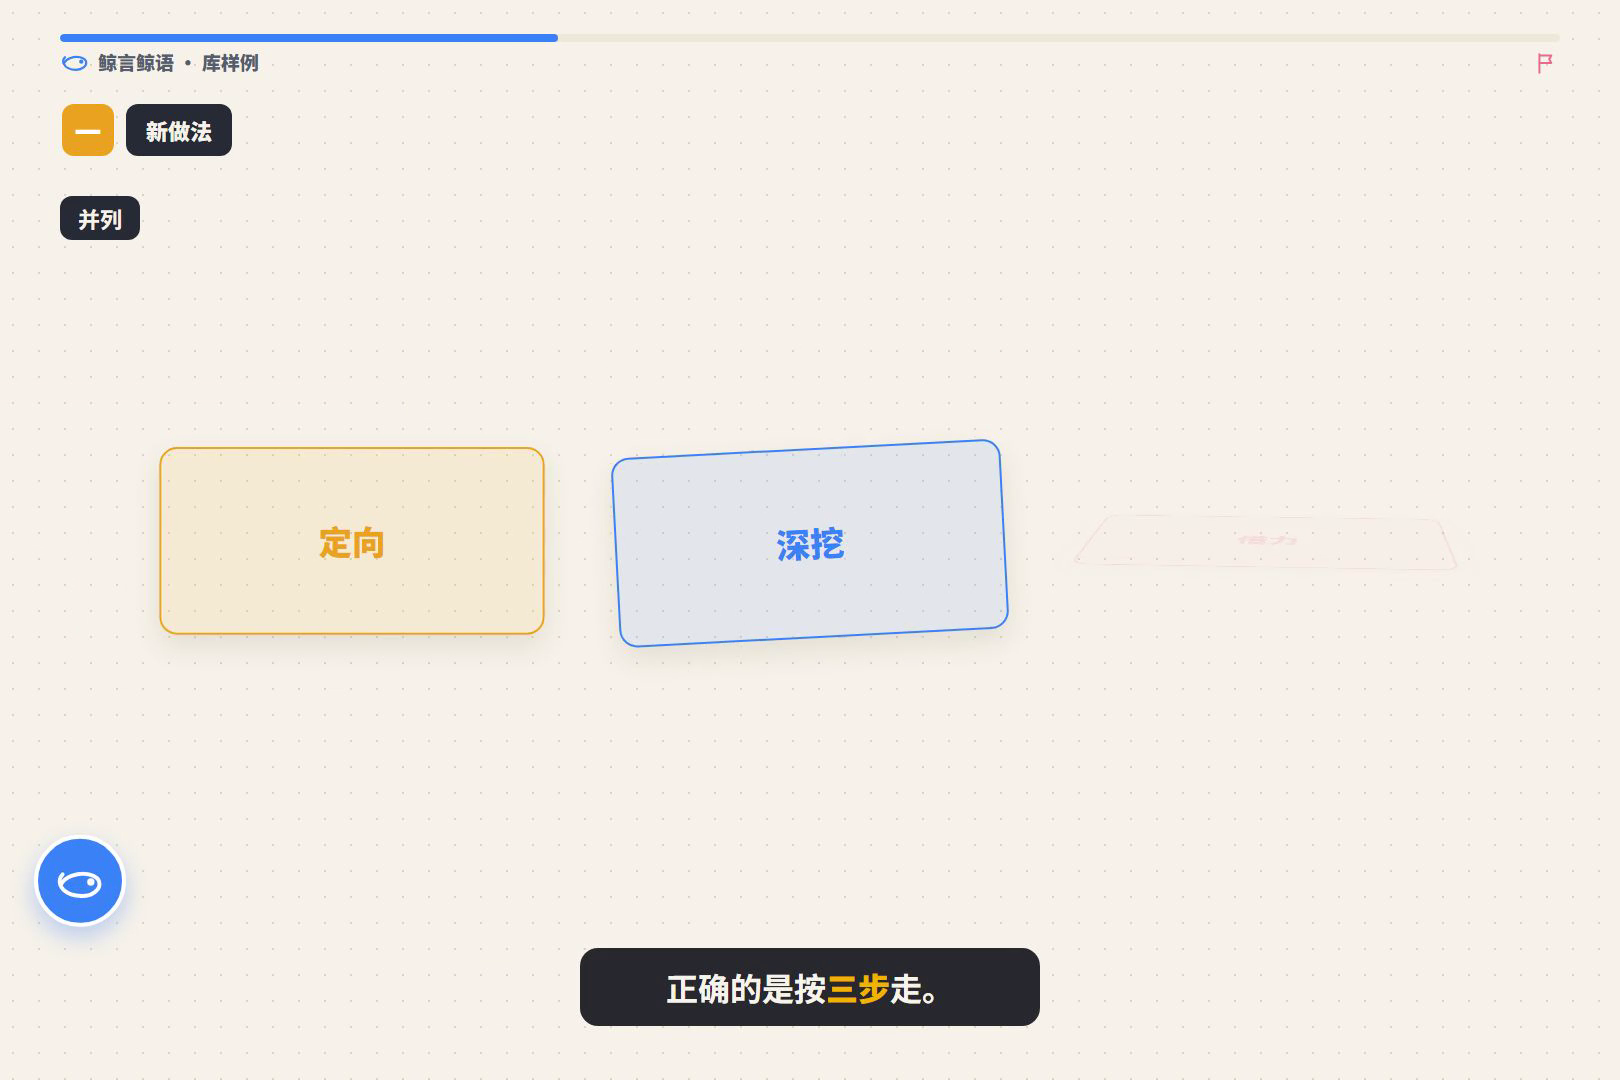 鲸言鲸语 · 库样例
一 新做法
并列
定向
深挖
正确的是按三步走。